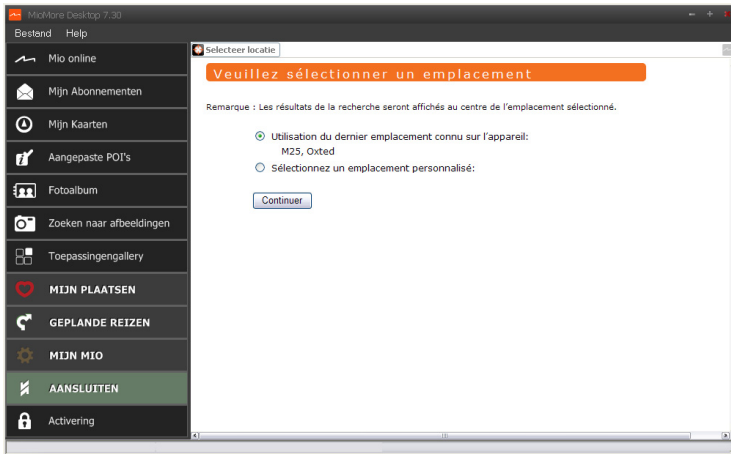 MioMore Desktop 7.30
Bestand Help
Mio online
Mijn Abonnementen
Mijn Kaarten
Aangepaste POI's
Fotoalbum
Zoeken naar afbeeldingen
Toepassingengallery
MIJN PLAATSEN
GEPLANDE REIZEN
MIJN MIO
AANSLUITEN
Activering
Selecteer locatie
Veuillez sélectionner un emplacement
Remarque : Les résultats de la recherche seront affichés au centre de l'emplacement sélectionné.
Utilisation du dernier emplacement connu sur l'appareil:
M25, Oxted
Sélectionnez un emplacement personnalisé:
Continuer